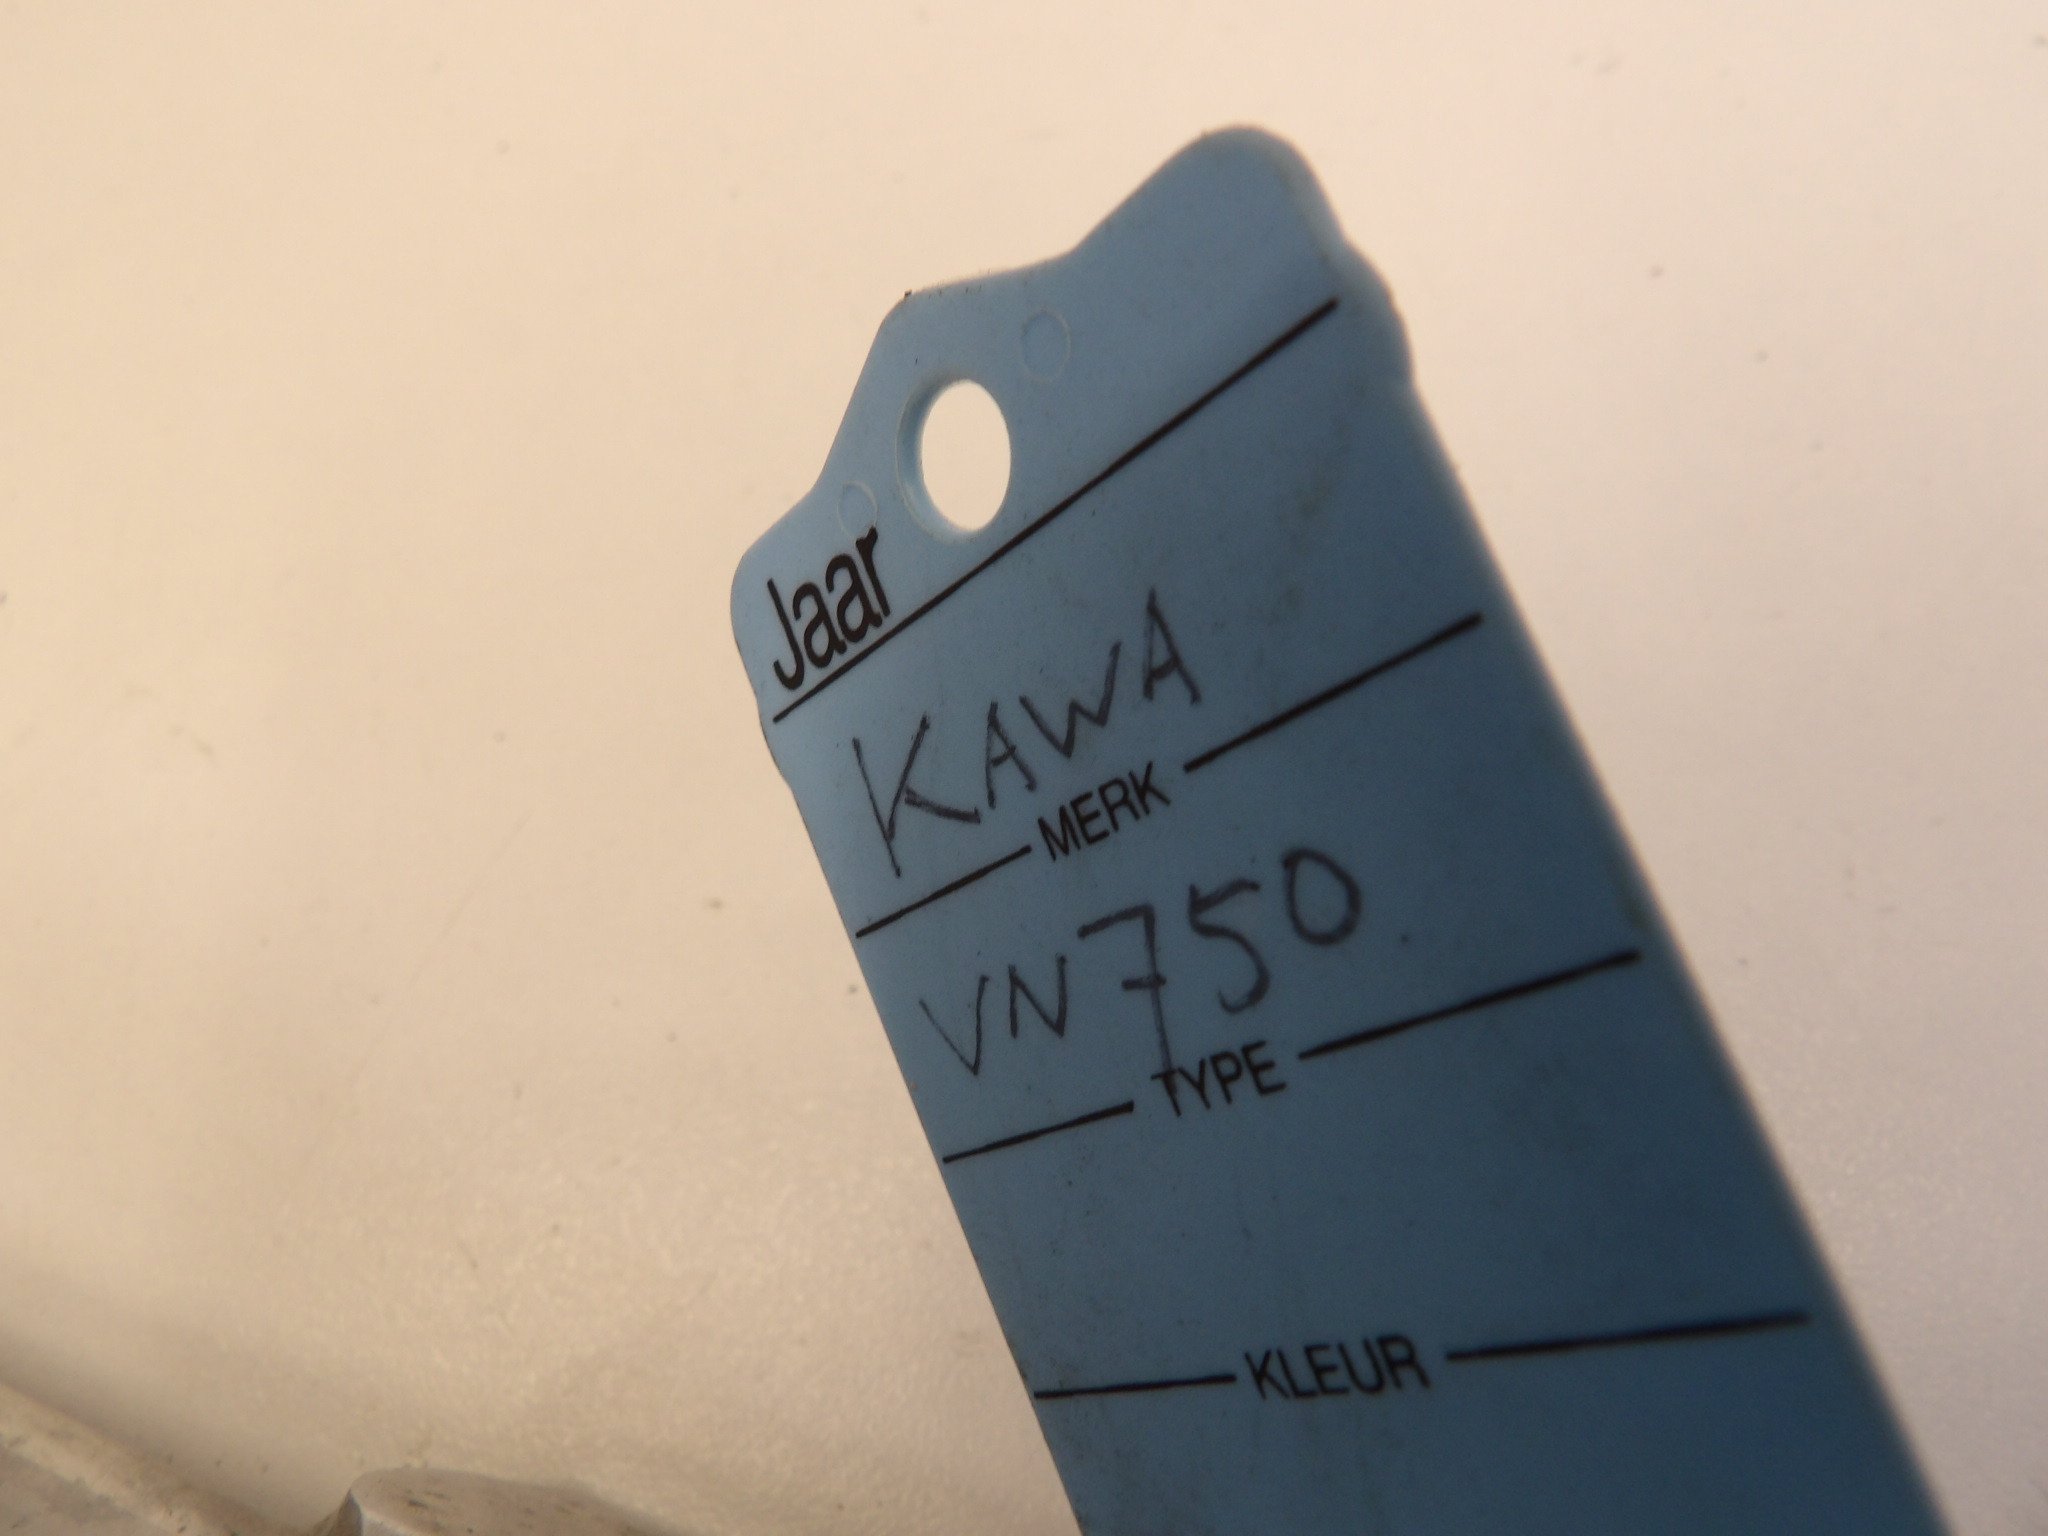 Jaar
KAWA
MERK
VN750
TYPE
KLEUR